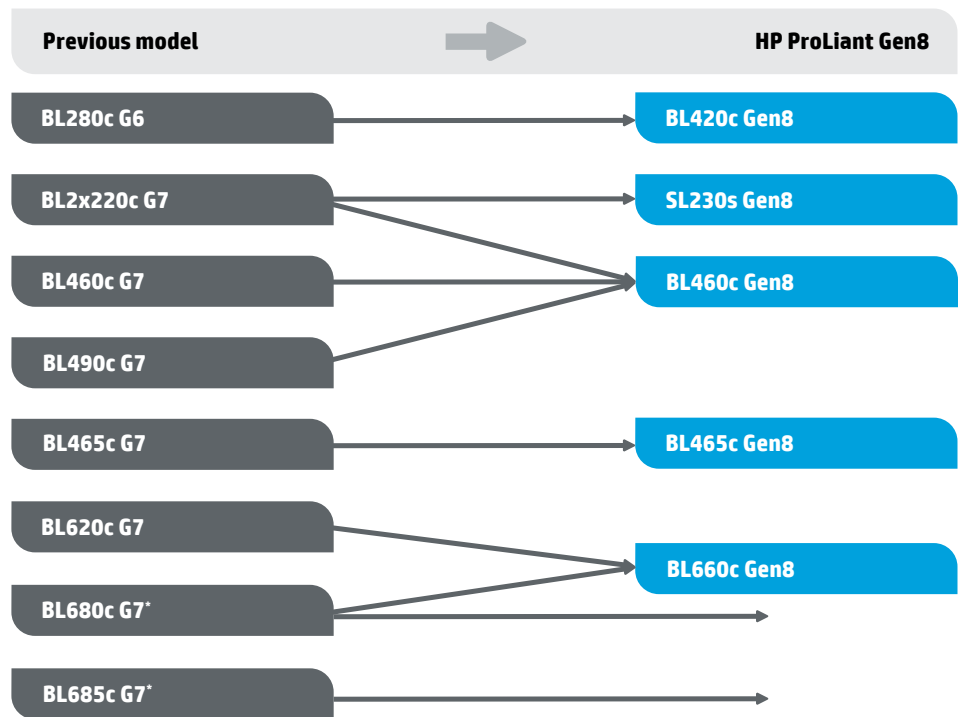 Previous model HP ProLiant Gen8
BL280c G6 BL420c Gen8
BL2x220c G7 SL230s Gen8
BL460c G7 BL460c Gen8
BL490c G7
BL465c G7 BL465c Gen8
BL620c G7
BL660c Gen8
BL680c G7*
BL685c G7*